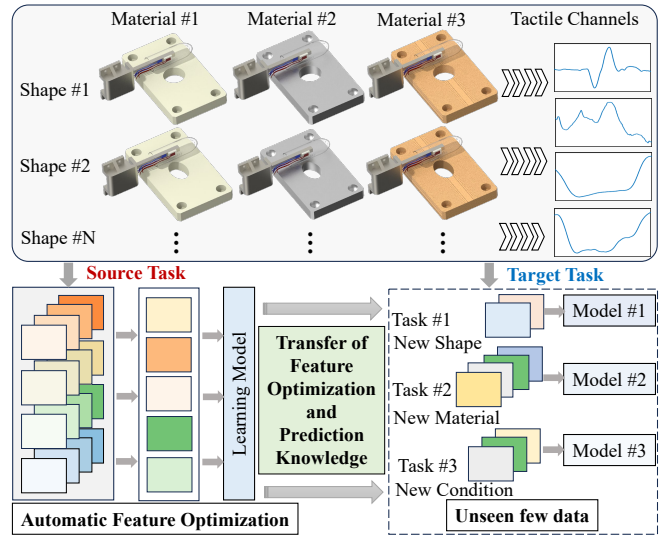 Material #1 Material #2 Material #3 Tactile Channels
Shape #1
Shape #2
Shape #N
Source Task
Target Task
Learning Model
Transfer of
Feature
Optimization
and
Prediction
Knowledge
Task #1
New Shape
Model #1
Task #2
New Material
Model #2
Task #3
New Condition
Model #3
Automatic Feature Optimization
Unseen few data